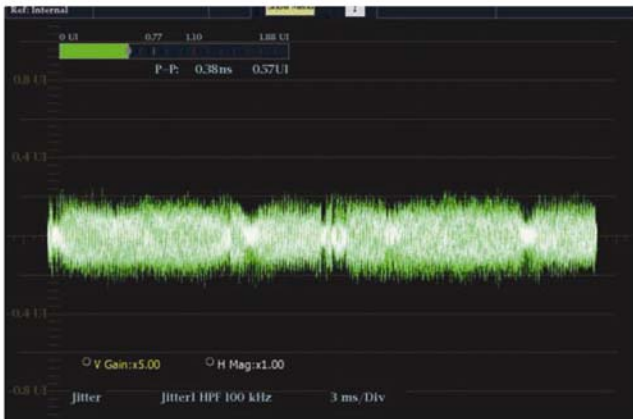 Ref: Internal
0 UI 0.77 1.10 1.88 UI
P-P: 0.38ns 0.57UI
0.8 UI
0.4 UI
-0.4 UI
-0.8 UI
V Gain:x5.00 H Mag:x1.00
Jitter Jitter1 HPF 100 kHz 3 ms/Div